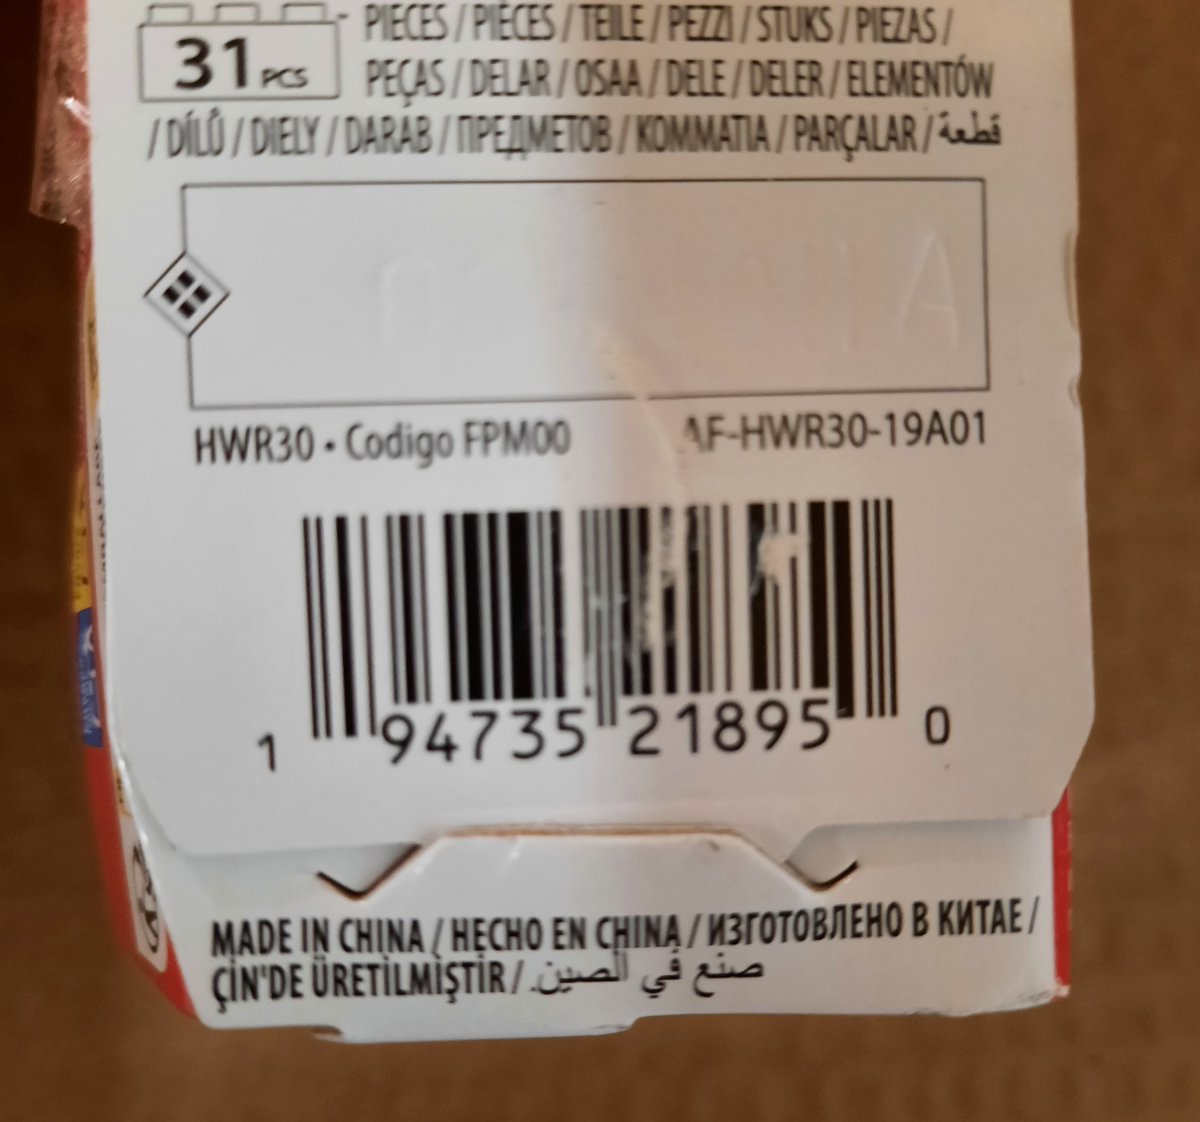 31 PCS
PIECES / PIÈCES / TEILE / PEZZI / STUKS / PIEZAS /
PEÇAS / DELAR / OSAA / DELE / DELER / ELEMENTÓW
/ DÍLŮ / DIELY / DARAB / ПРЕДМЕТОВ / ΚΟΜΜΑΤΙΑ / PARÇALAR / قطعة
HWR30 • Codigo FPM00
AF-HWR30-19A01
1 94735 21895 0
MADE IN CHINA / HECHO EN CHINA / ИЗГОТОВЛЕНО В КИТАЕ /
ÇİN'DE ÜRETİLMİŞTİR / صنع في الصين.